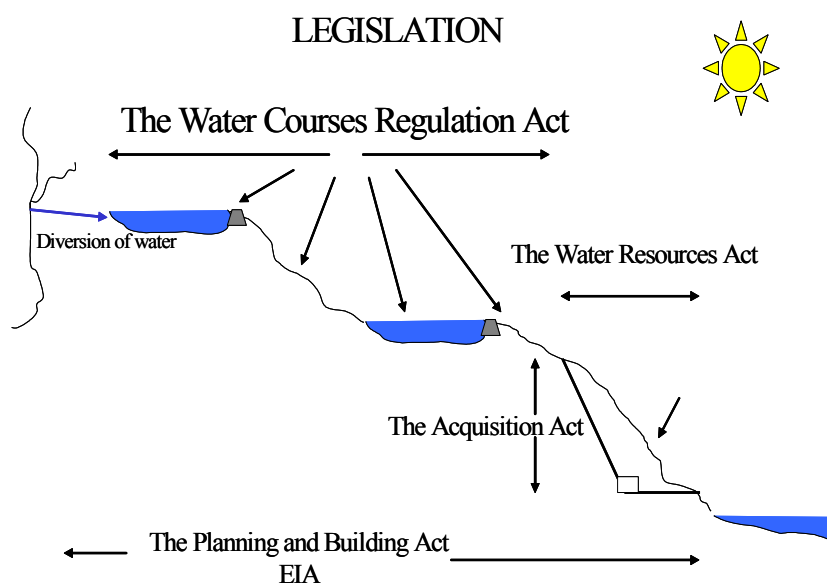 LEGISLATION
The Water Courses Regulation Act
Diversion of water
The Water Resources Act
The Acquisition Act
The Planning and Building Act
EIA